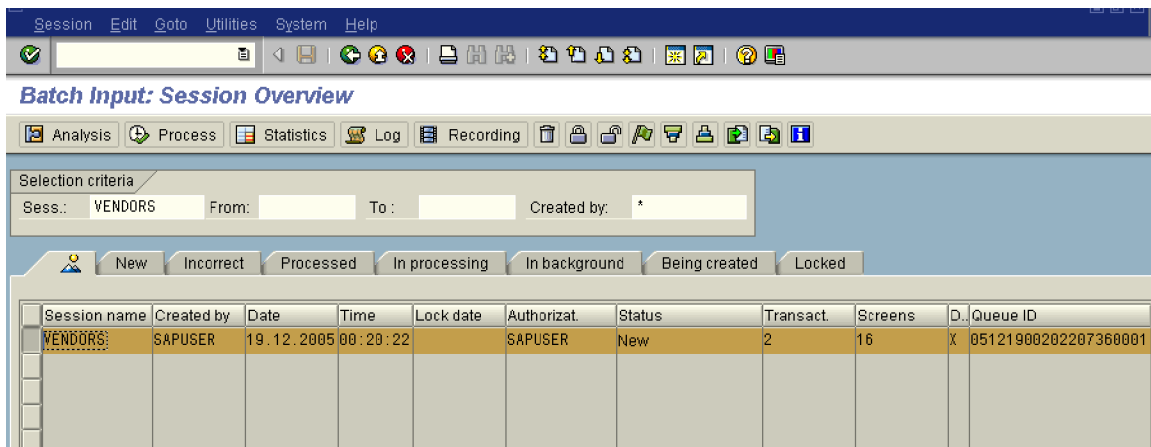 Session Edit Goto Utilities System Help
Batch Input: Session Overview
Analysis Process Statistics Log Recording
Selection criteria
Sess.: VENDORS From: To : Created by: *
New Incorrect Processed In processing In background Being created Locked
Session name Created by Date Time Lock date Authorizat. Status Transact. Screens D.. Queue ID
VENDORS SAPUSER 19.12.2005 00:20:22 SAPUSER New 2 16 X 05121900202207360001